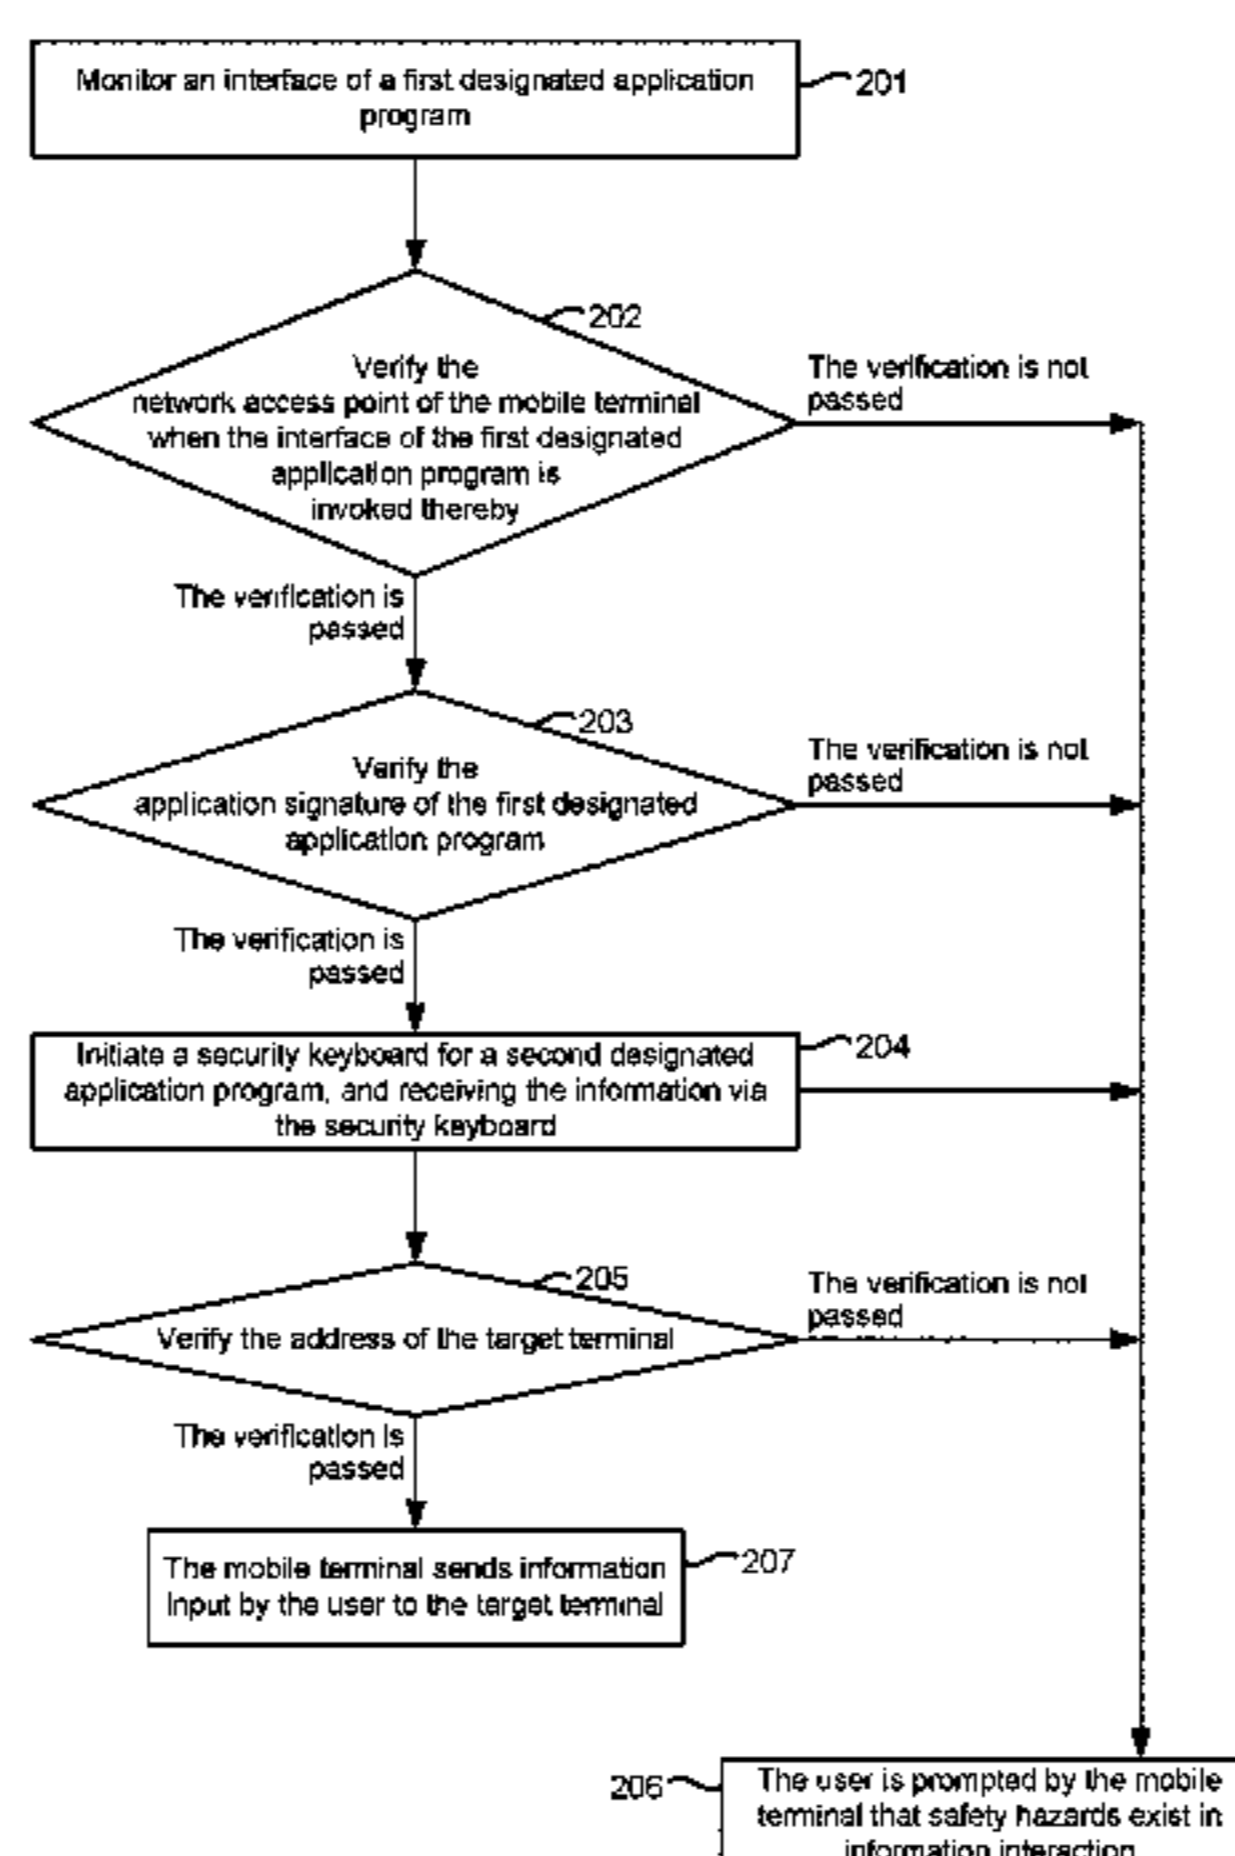 Monitor an interface of a first designated application
program
201
202
Verify the
network access point of the mobile terminal
when the interface of the first designated
application program is
invoked thereby
The verification is not
passed
The verification is
passed
203
Verify the
application signature of the first designated
application program
The verification is not
passed
The verification is
passed
Initiate a security keyboard for a second designated
application program, and receiving the information via
the security keyboard
204
205
Verify the address of the target terminal
The verification is not
passed
The verification is
passed
The mobile terminal sends information
input by the user to the target terminal
207
206
The user is prompted by the mobile
terminal that safety hazards exist in
information interaction